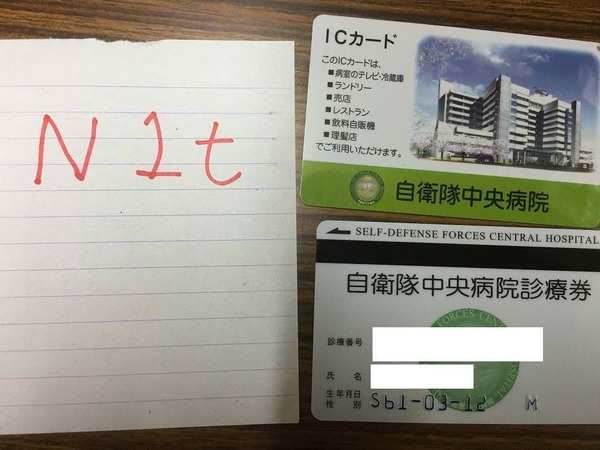 N1t
ICカード
このICカードは、
■病室のテレビ・冷蔵庫
■ランドリー
■売店
■レストラン
■飲料自販機
■理髪店
でご利用いただけます。
自衛隊中央病院
SELF-DEFENSE FORCES CENTRAL HOSPITAL
自衛隊中央病院診療券
診療番号
氏 名
生年月日
性 別
S61-03-12 M